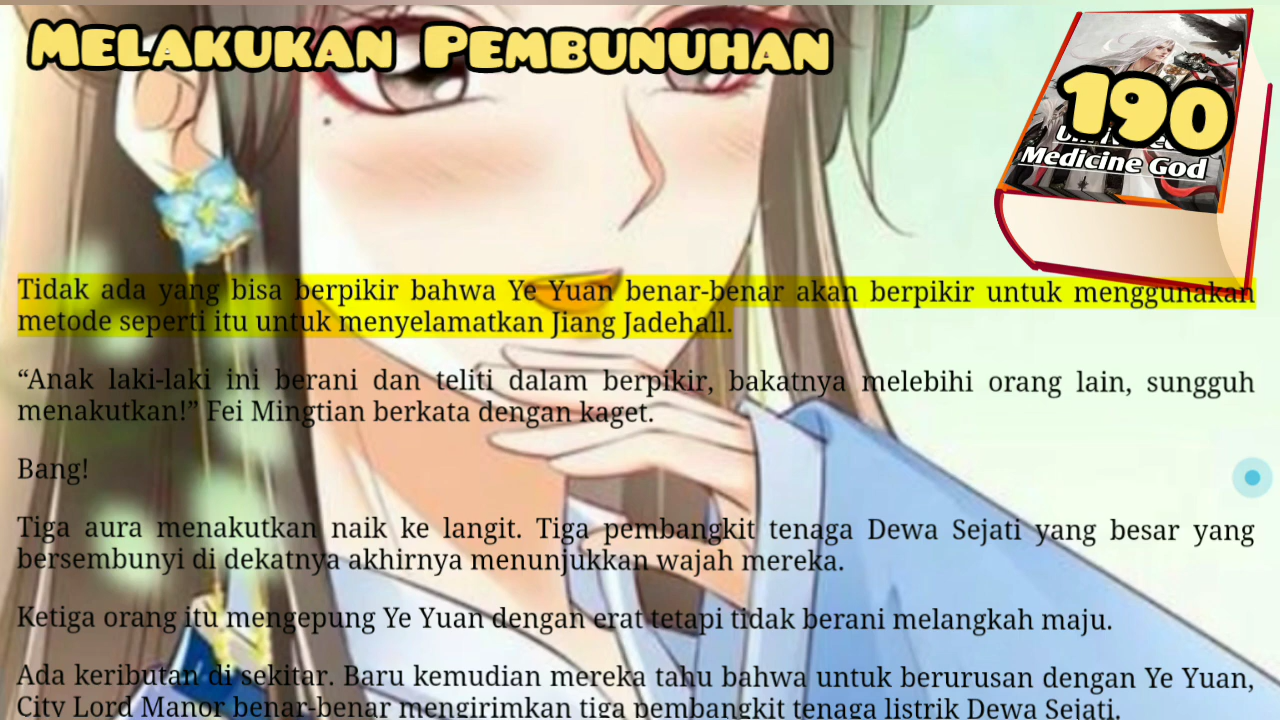 MELAKUKAN PEMBUNUHAN
190
Medicine God
Tidak ada yang bisa berpikir bahwa Ye Yuan benar-benar akan berpikir untuk menggunakan
metode seperti itu untuk menyelamatkan Jiang Jadehall.
“Anak laki-laki ini berani dan teliti dalam berpikir, bakatnya melebihi orang lain, sungguh
menakutkan!” Fei Mingtian berkata dengan kaget.
Bang!
Tiga aura menakutkan naik ke langit. Tiga pembangkit tenaga Dewa Sejati yang besar yang
bersembunyi di dekatnya akhirnya menunjukkan wajah mereka.
Ketiga orang itu mengepung Ye Yuan dengan erat tetapi tidak berani melangkah maju.
Ada keributan di sekitar. Baru kemudian mereka tahu bahwa untuk berurusan dengan Ye Yuan,
City Lord Manor benar-benar mengirimkan tiga pembangkit tenaga listrik Dewa Sejati.